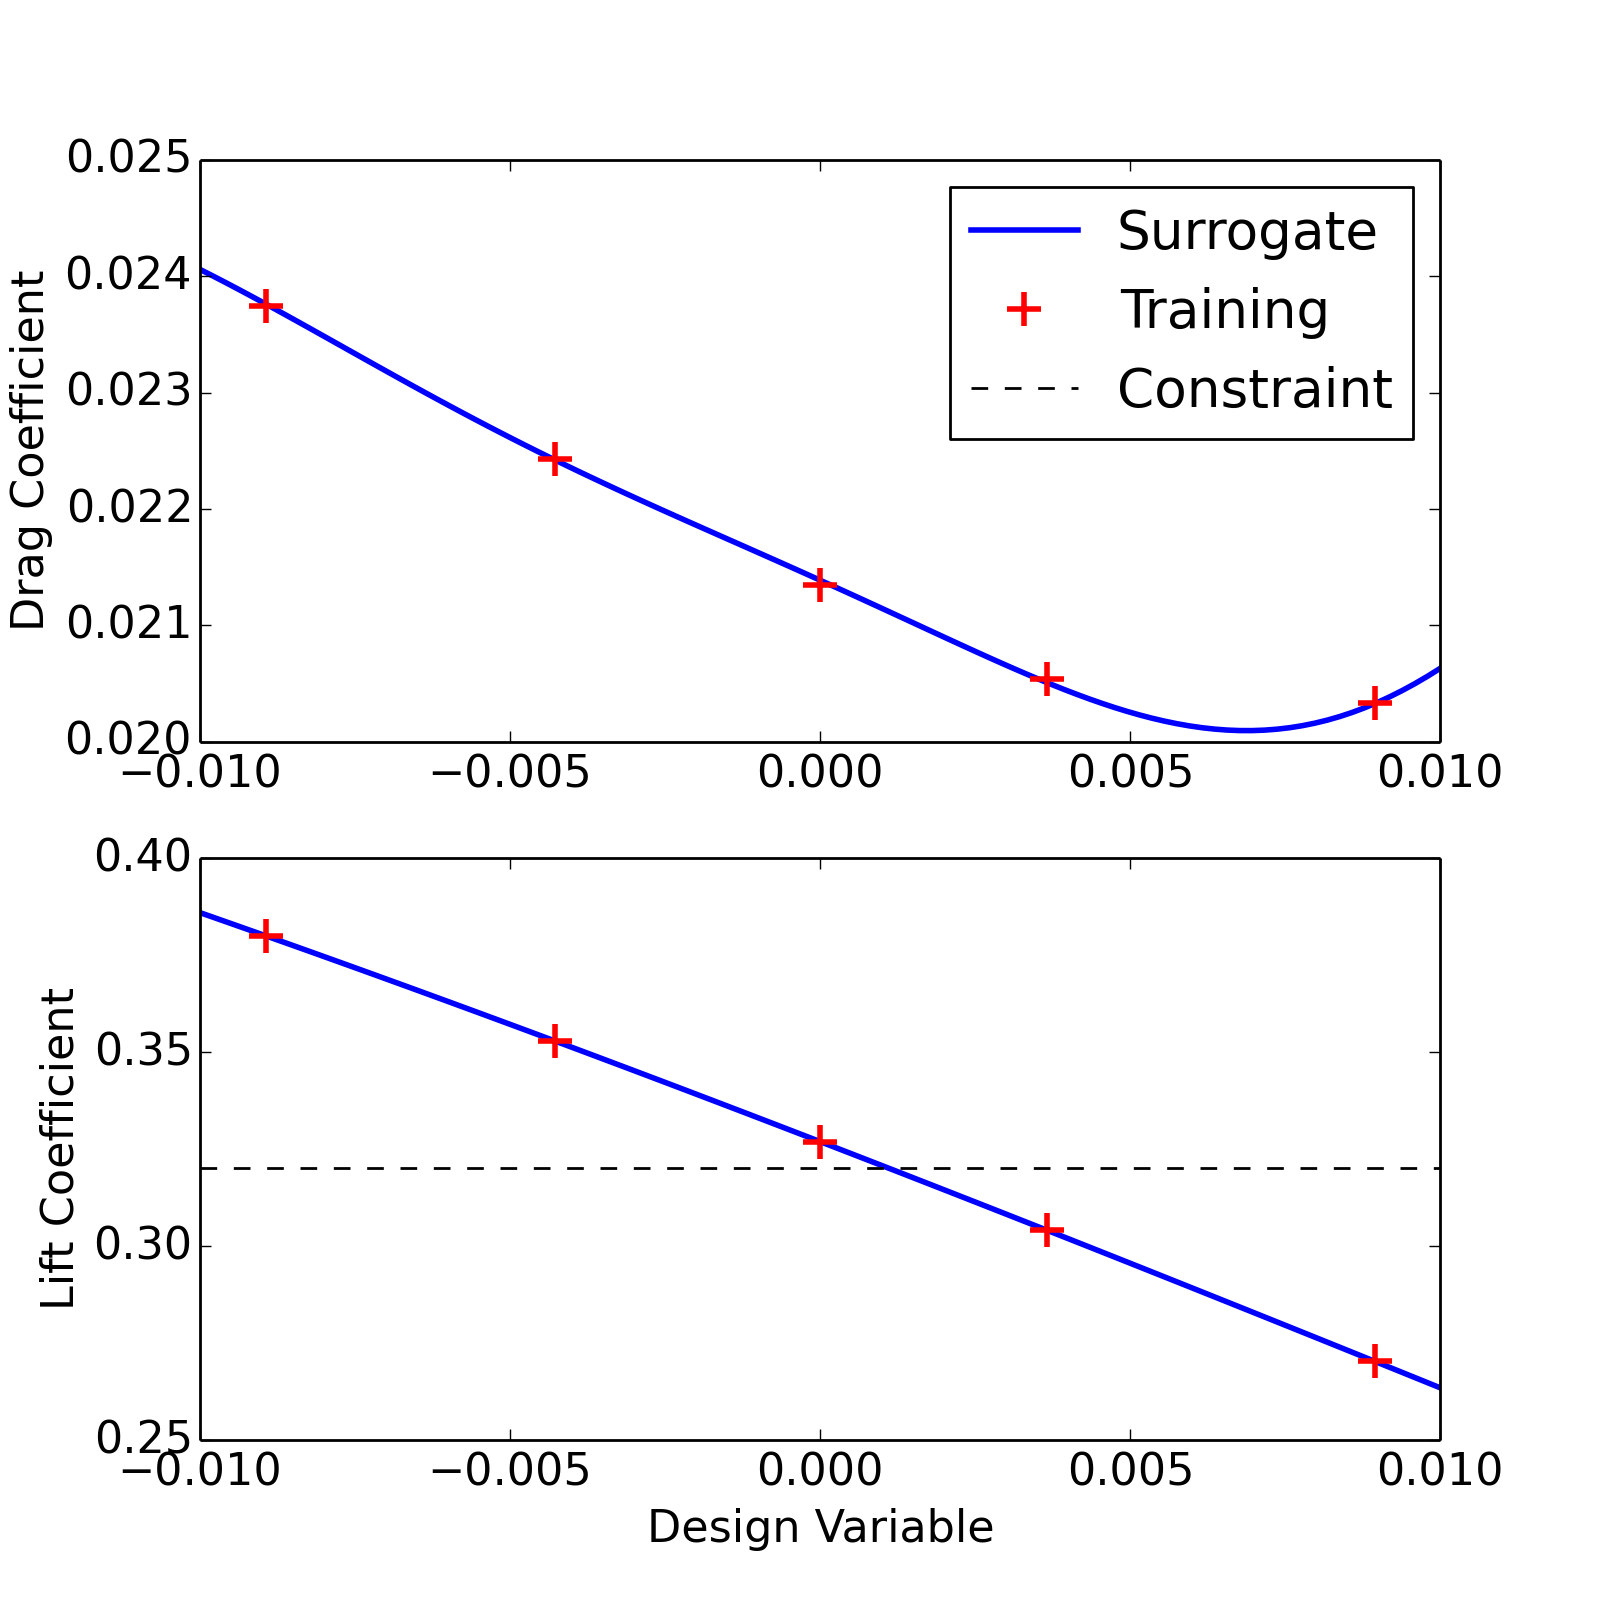 0.025
0.024
0.023
0.022
0.021
0.020
Drag Coefficient
Surrogate
Training
Constraint
−0.010 −0.005 0.000 0.005 0.010
0.40
0.35
0.30
0.25
Lift Coefficient
−0.010 −0.005 0.000 0.005 0.010
Design Variable